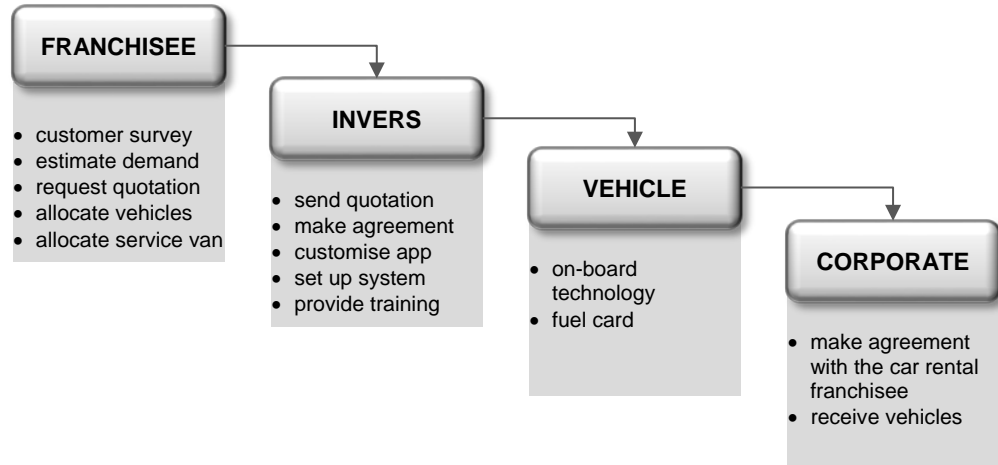 FRANCHISEE
• customer survey
• estimate demand
• request quotation
• allocate vehicles
• allocate service van
INVERS
• send quotation
• make agreement
• customise app
• set up system
• provide training
VEHICLE
• on-board
technology
• fuel card
CORPORATE
• make agreement
with the car rental
franchisee
• receive vehicles